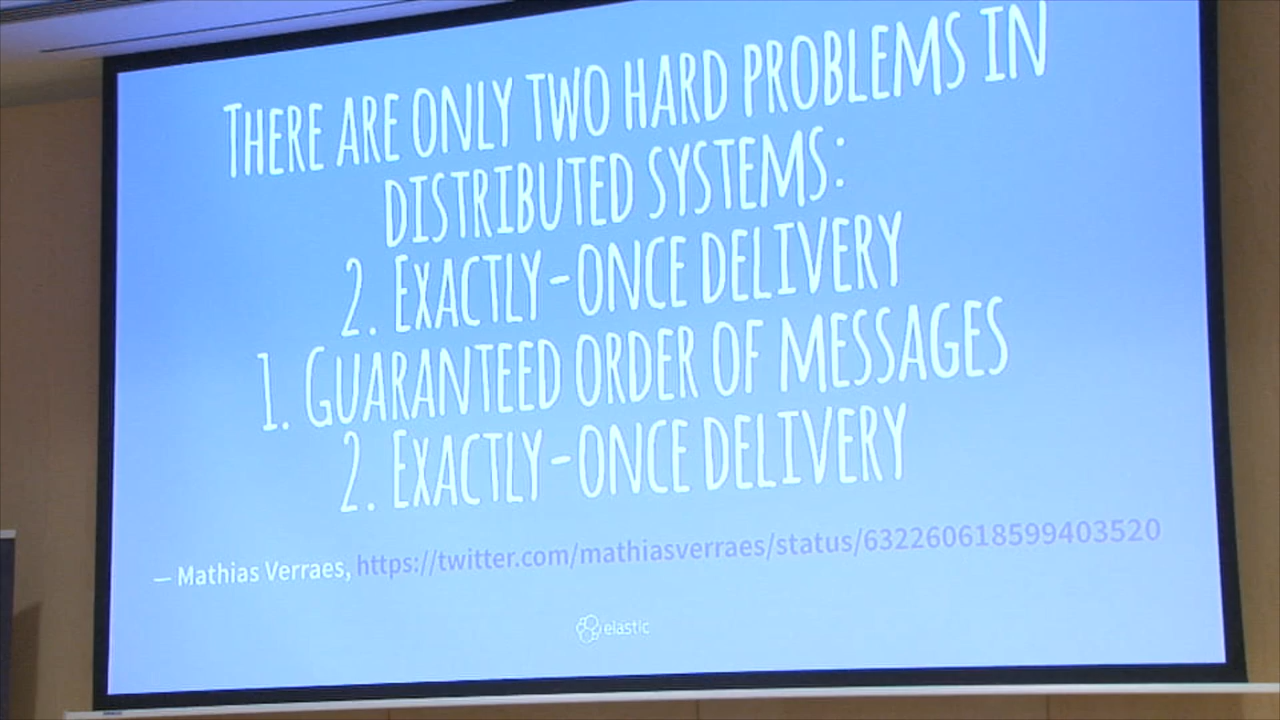 There are only two hard problems in
distributed systems:
2. Exactly-once delivery
1. Guaranteed order of messages
2. Exactly-once delivery
— Mathias Verraes, https://twitter.com/mathiasverraes/status/632260618599403520
elastic